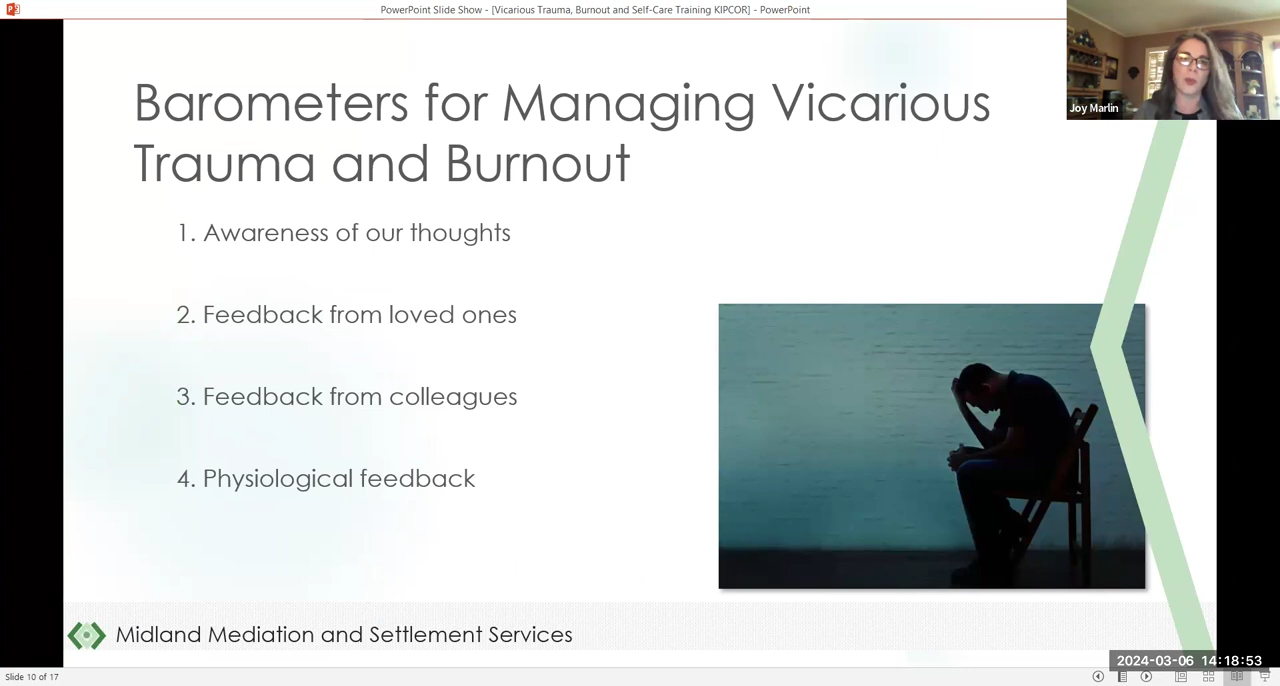 PowerPoint Slide Show - [Vicarious Trauma, Burnout and Self-Care Training KIPCOR] - PowerPoint
Joy Marlin
Barometers for Managing Vicarious
Trauma and Burnout
1. Awareness of our thoughts
2. Feedback from loved ones
3. Feedback from colleagues
4. Physiological feedback
Midland Mediation and Settlement Services
2024-03-06 14:18:53
Slide 10 of 17